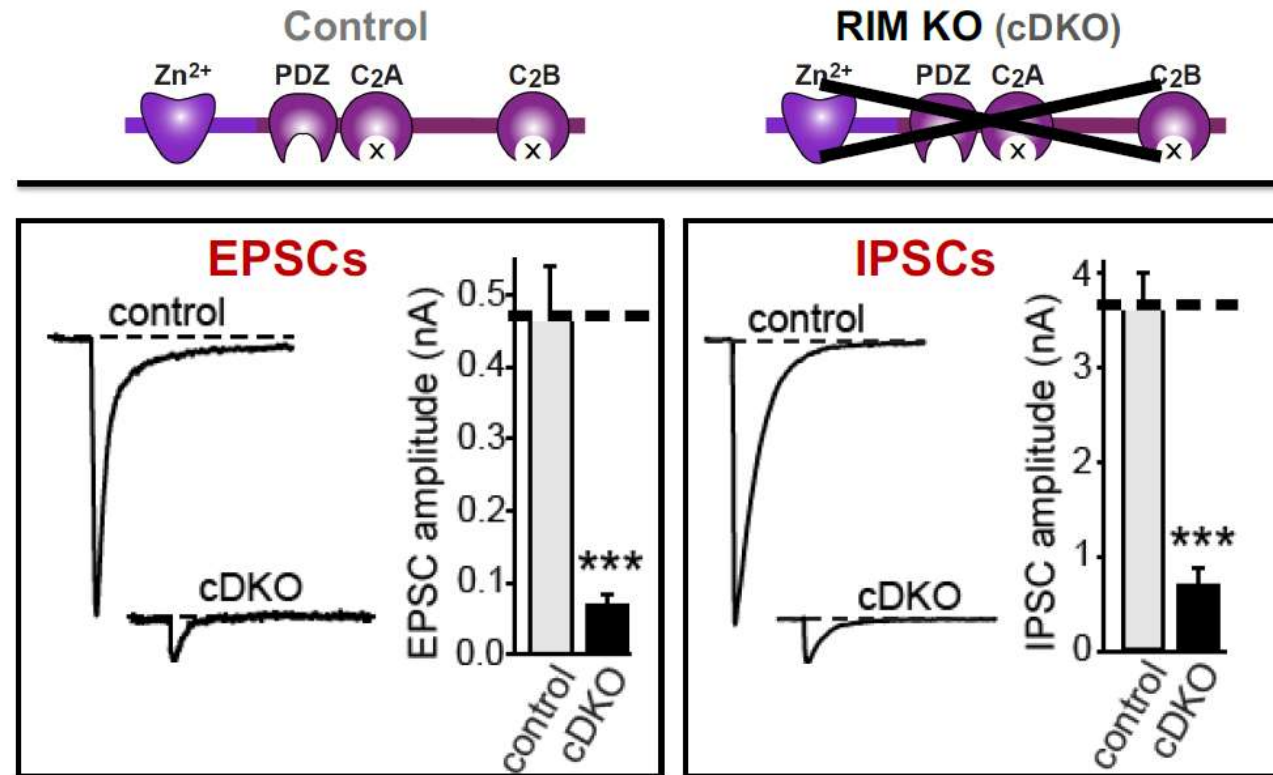 Control
Zn²⁺ PDZ C₂A C₂B
x x
RIM KO (cDKO)
Zn²⁺ PDZ C₂A C₂B
x x
EPSCs
control
cDKO
EPSC amplitude (nA)
0.5
0.4
0.3
0.2
0.1
0.0
***
control
cDKO
IPSCs
control
cDKO
IPSC amplitude (nA)
4
3
2
1
0
***
control
cDKO